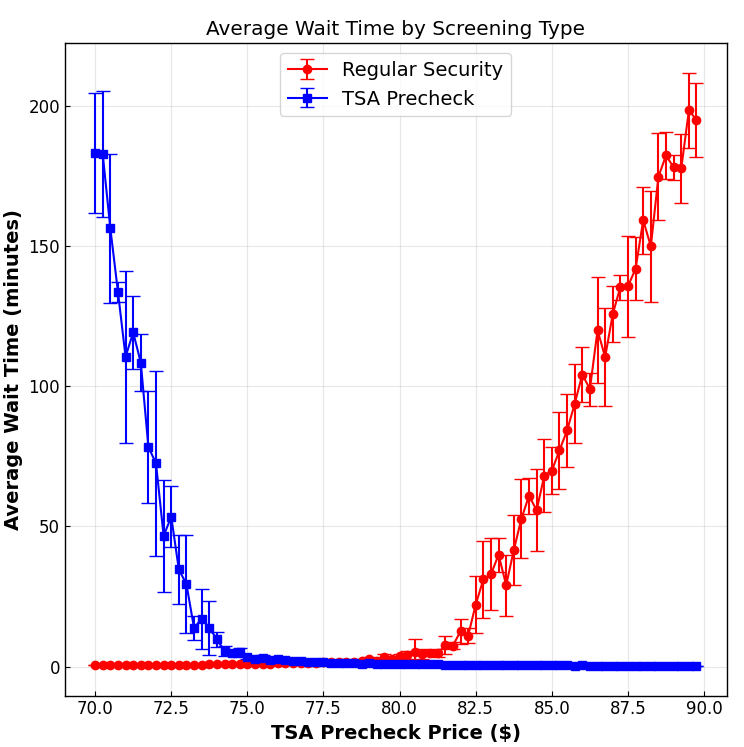 Average Wait Time by Screening Type
Regular Security
TSA Precheck
Average Wait Time (minutes)
200
150
100
50
0
70.0 72.5 75.0 77.5 80.0 82.5 85.0 87.5 90.0
TSA Precheck Price ($)